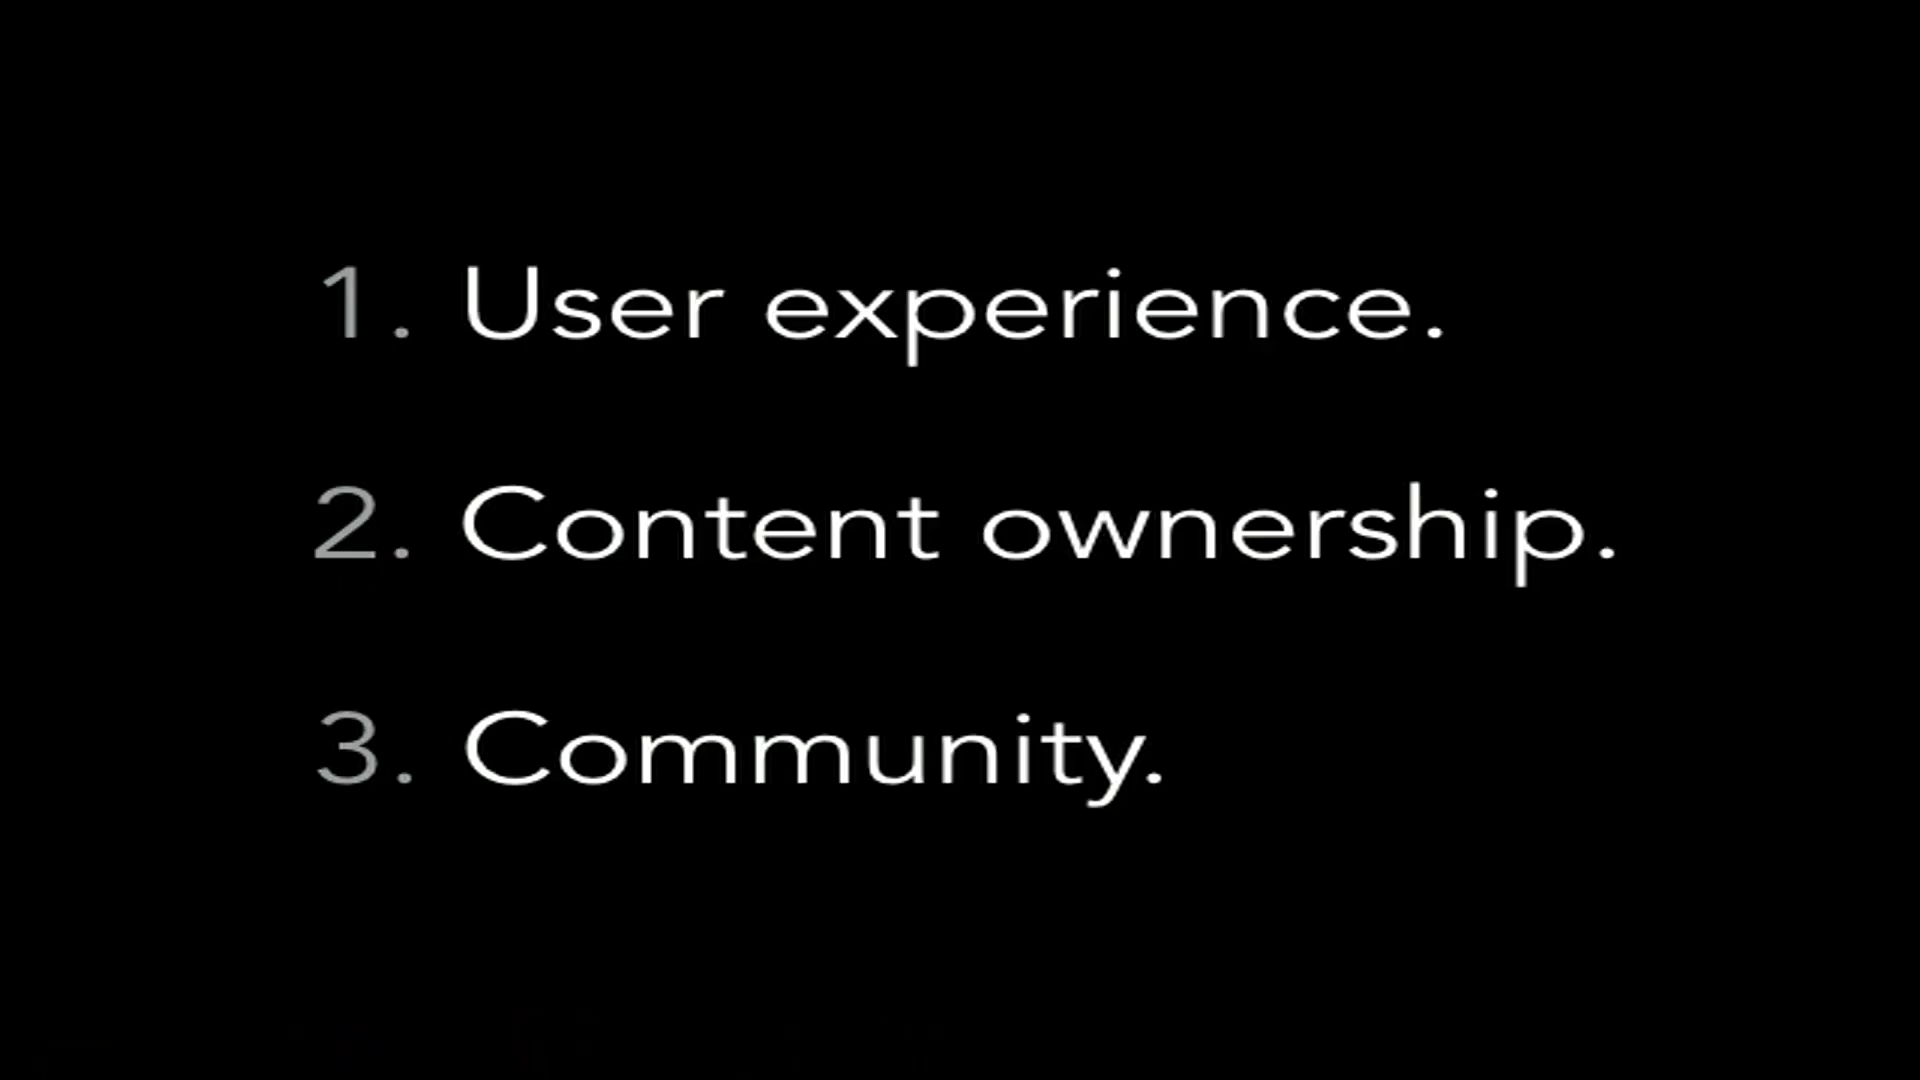 1. User experience.
2. Content ownership.
3. Community.